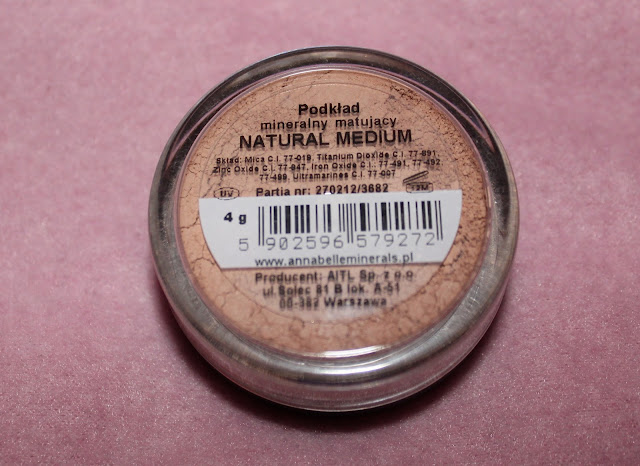 Podkład
mineralny matujący
NATURAL MEDIUM
Skład: Mica C.I. 77-019, Titanium Dioxide C.I. 77-891,
Zinc Oxide C.I. 77-947, Iron Oxide C.I., 77-491, 77-492,
77-499, Ultramarines C.I. 77-007
UV
Partia nr: 270212/3682
12M
4 g
5 902596 579272
www.annabelleminerals.pl
Producent: AITL Sp. z o.o
ul. Solec 81 B lok. A-51
00-382 Warszawa